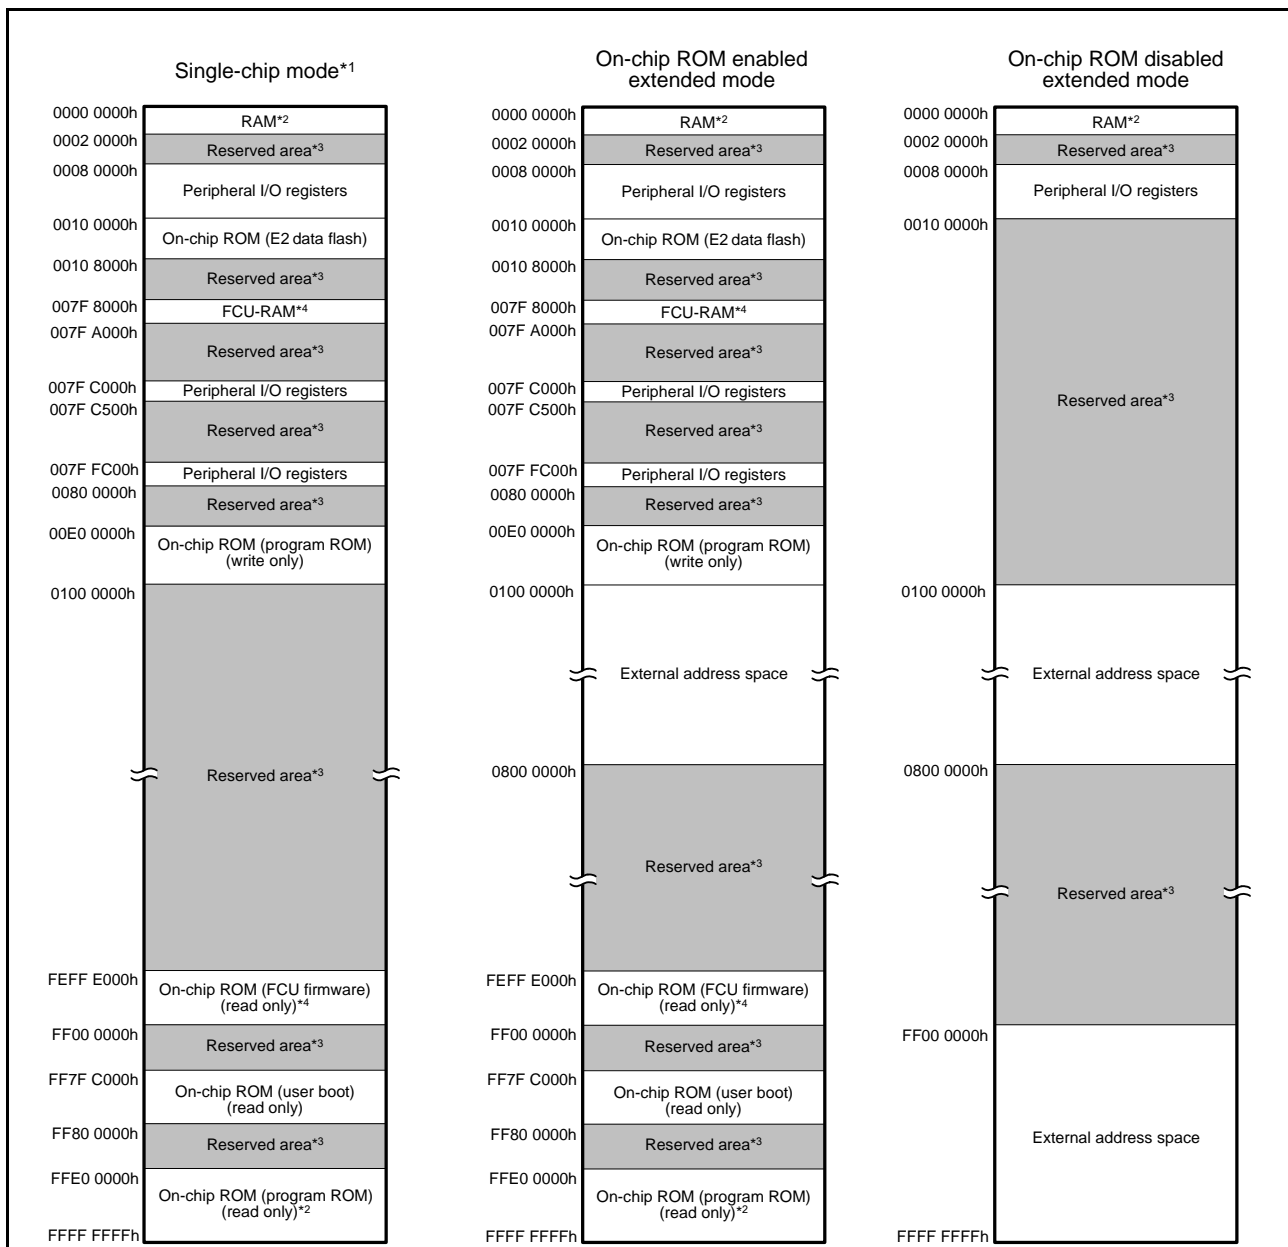 Single-chip mode*1
0000 0000h
RAM*2
0002 0000h
Reserved area*3
0008 0000h
Peripheral I/O registers
0010 0000h
On-chip ROM (E2 data flash)
0010 8000h
Reserved area*3
007F 8000h
FCU-RAM*4
007F A000h
Reserved area*3
007F C000h
Peripheral I/O registers
007F C500h
Reserved area*3
007F FC00h
Peripheral I/O registers
0080 0000h
Reserved area*3
00E0 0000h
On-chip ROM (program ROM)
(write only)
0100 0000h
Reserved area*3
FEFF E000h
On-chip ROM (FCU firmware)
(read only)*4
FF00 0000h
Reserved area*3
FF7F C000h
On-chip ROM (user boot)
(read only)
FF80 0000h
Reserved area*3
FFE0 0000h
On-chip ROM (program ROM)
(read only)*2
FFFF FFFFh
On-chip ROM enabled
extended mode
0000 0000h
RAM*2
0002 0000h
Reserved area*3
0008 0000h
Peripheral I/O registers
0010 0000h
On-chip ROM (E2 data flash)
0010 8000h
Reserved area*3
007F 8000h
FCU-RAM*4
007F A000h
Reserved area*3
007F C000h
Peripheral I/O registers
007F C500h
Reserved area*3
007F FC00h
Peripheral I/O registers
0080 0000h
Reserved area*3
00E0 0000h
On-chip ROM (program ROM)
(write only)
0100 0000h
External address space
0800 0000h
Reserved area*3
FEFF E000h
On-chip ROM (FCU firmware)
(read only)*4
FF00 0000h
Reserved area*3
FF7F C000h
On-chip ROM (user boot)
(read only)
FF80 0000h
Reserved area*3
FFE0 0000h
On-chip ROM (program ROM)
(read only)*2
FFFF FFFFh
On-chip ROM disabled
extended mode
0000 0000h
RAM*2
0002 0000h
Reserved area*3
0008 0000h
Peripheral I/O registers
0010 0000h
Reserved area*3
0100 0000h
External address space
0800 0000h
Reserved area*3
FF00 0000h
External address space
FFFF FFFFh